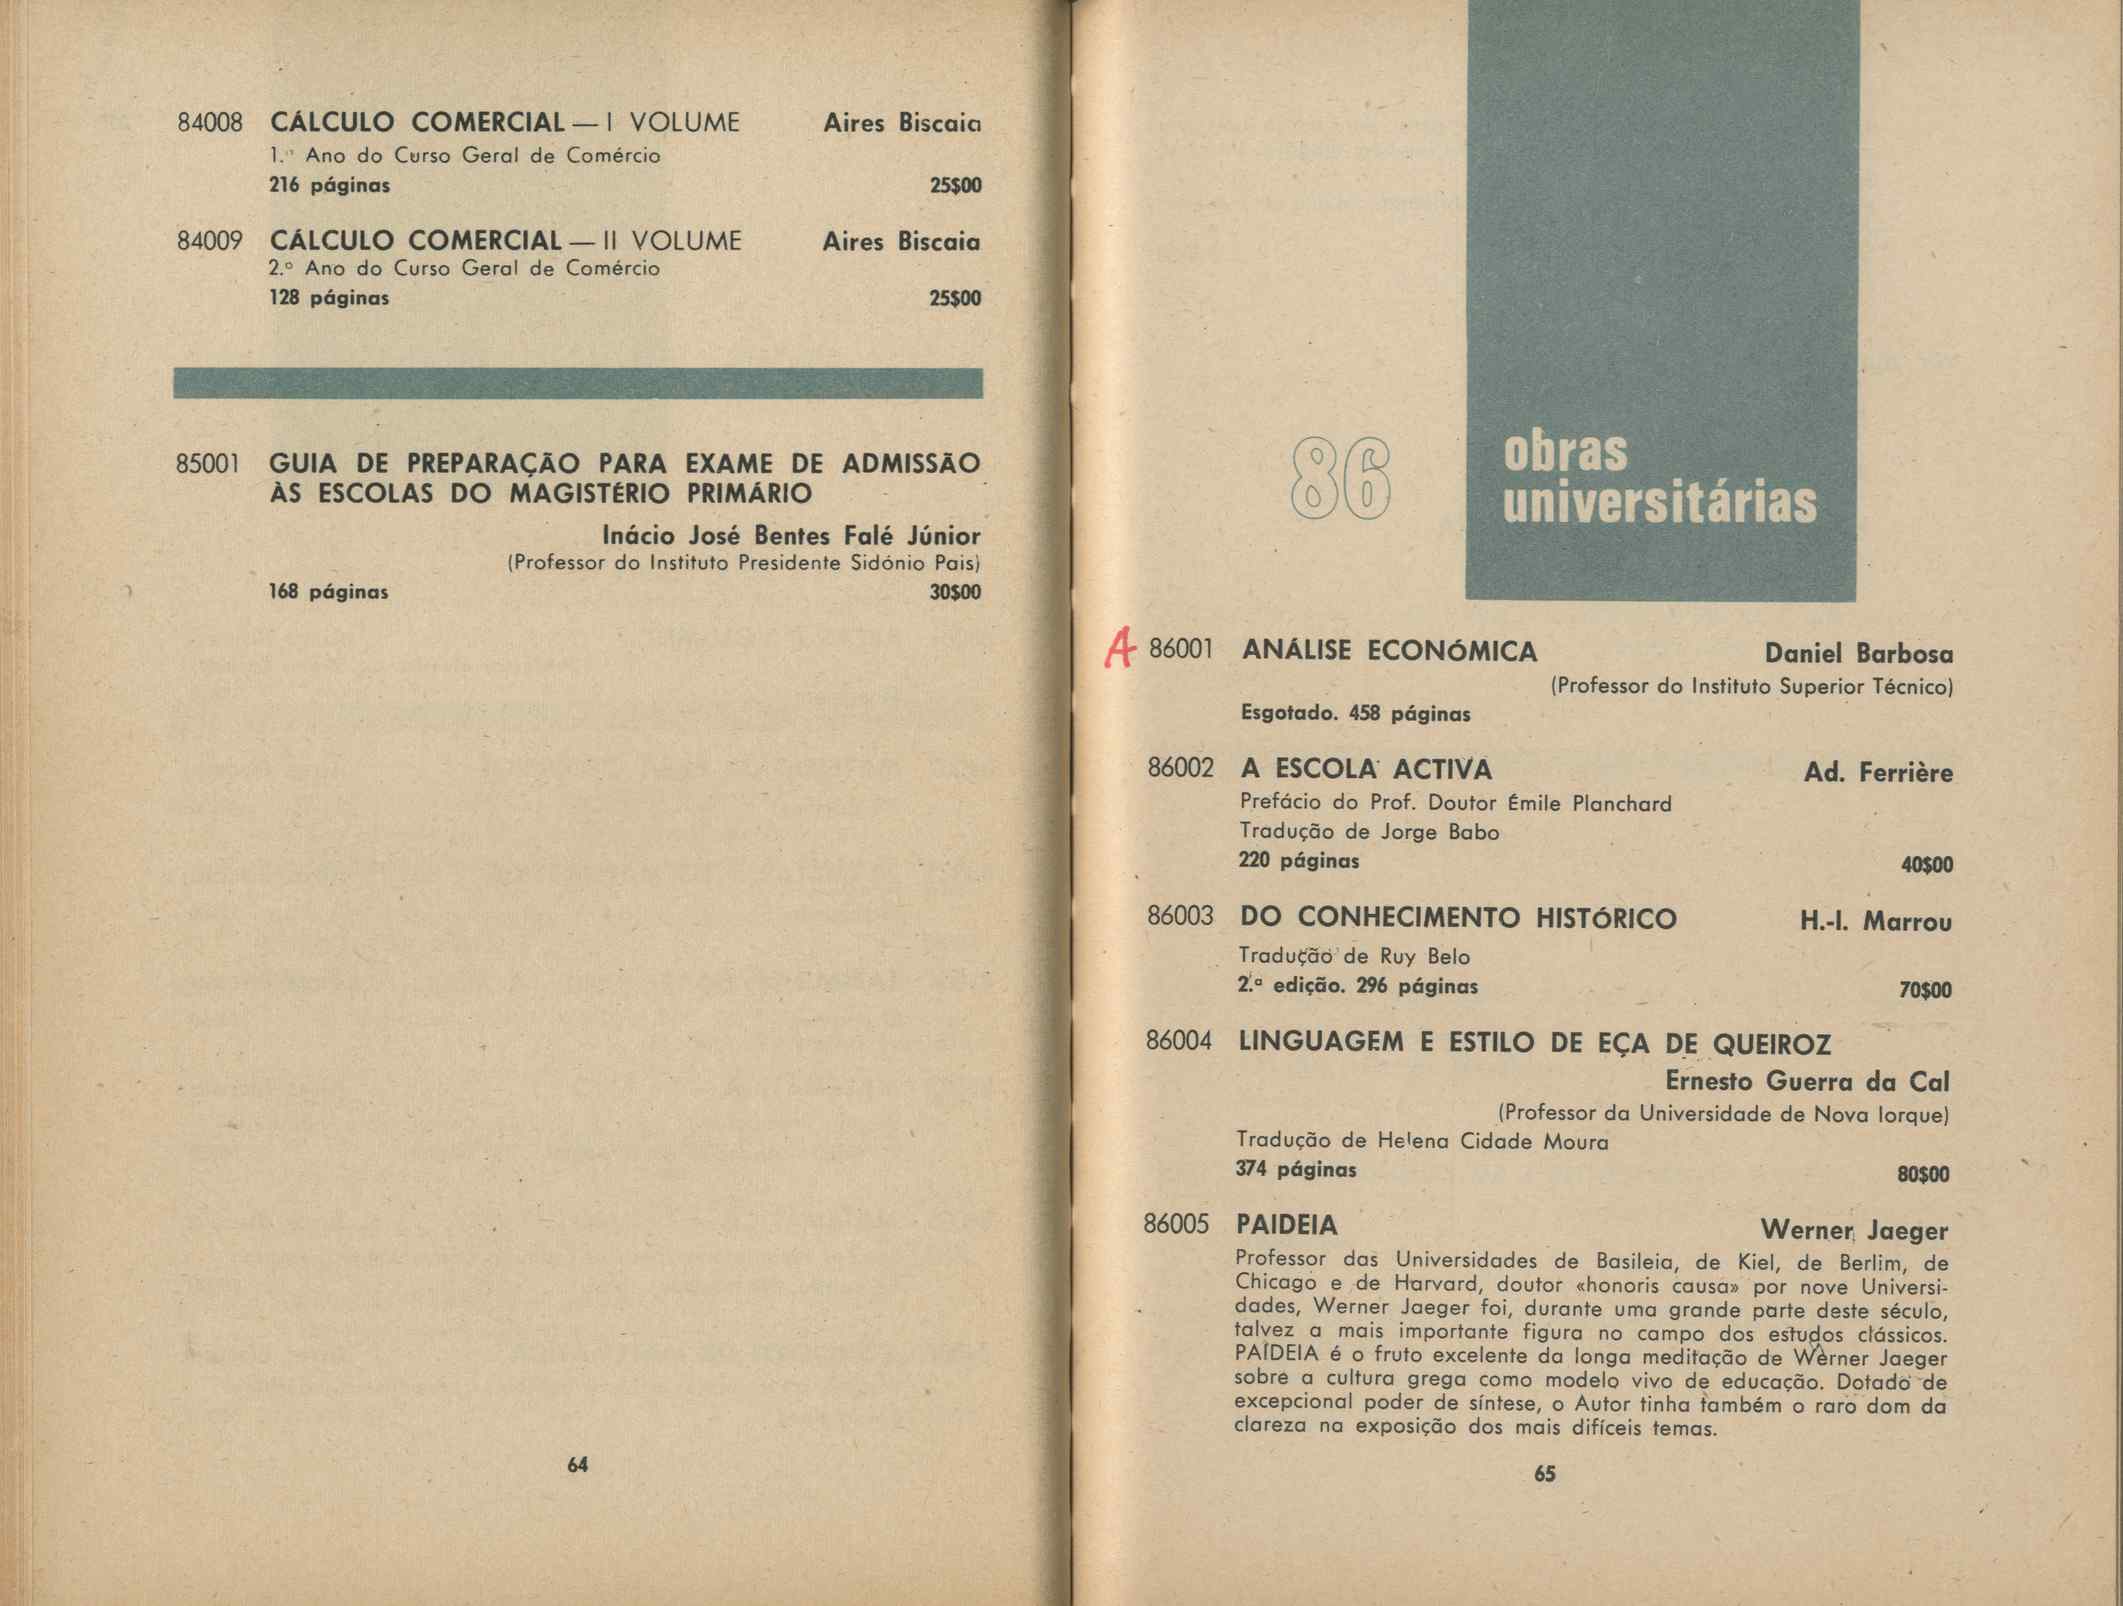 84008 CÁLCULO COMERCIAL — I VOLUME Aires Biscaia
1.º Ano do Curso Geral de Comércio
216 páginas 25$00
84009 CÁLCULO COMERCIAL — II VOLUME Aires Biscaia
2.º Ano do Curso Geral de Comércio
128 páginas 25$00
85001 GUIA DE PREPARAÇÃO PARA EXAME DE ADMISSÃO
ÀS ESCOLAS DO MAGISTÉRIO PRIMÁRIO
Inácio José Bentes Falé Júnior
(Professor do Instituto Presidente Sidónio Pais)
168 páginas 30$00
64
86 obras
universitárias
A 86001 ANÁLISE ECONÓMICA Daniel Barbosa
(Professor do Instituto Superior Técnico)
Esgotado. 458 páginas
86002 A ESCOLA ACTIVA Ad. Ferrière
Prefácio do Prof. Doutor Émile Planchard
Tradução de Jorge Babo
220 páginas 40$00
86003 DO CONHECIMENTO HISTÓRICO H.-I. Marrou
Tradução de Ruy Belo
2.ª edição. 296 páginas 70$00
86004 LINGUAGEM E ESTILO DE EÇA DE QUEIROZ
Ernesto Guerra da Cal
(Professor da Universidade de Nova Iorque)
Tradução de Helena Cidade Moura
374 páginas 80$00
86005 PAIDEIA Werner Jaeger
Professor das Universidades de Basileia, de Kiel, de Berlim, de
Chicago e de Harvard, doutor «honoris causa» por nove Universi-
dades, Werner Jaeger foi, durante uma grande parte deste século,
talvez a mais importante figura no campo dos estudos clássicos.
PAIDEIA é o fruto excelente da longa meditação de Werner Jaeger
sobre a cultura grega como modelo vivo de educação. Dotado de
excepcional poder de síntese, o Autor tinha também o raro dom da
clareza na exposição dos mais difíceis temas.
65